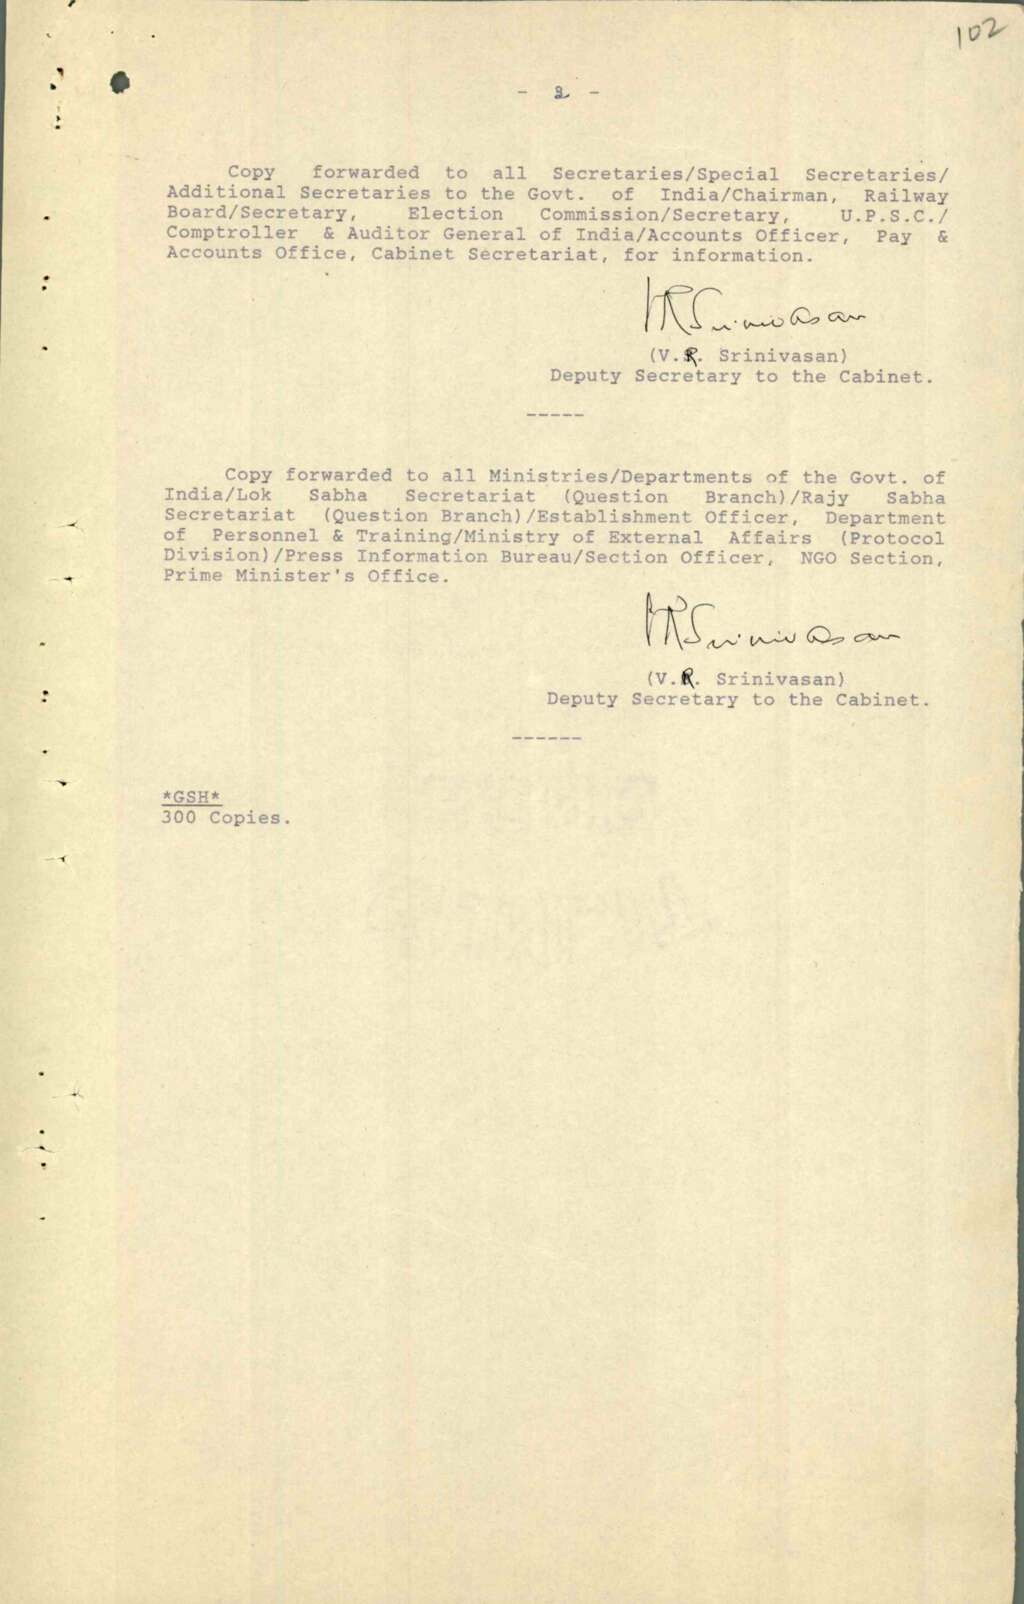 102
- 2 -
Copy forwarded to all Secretaries/Special Secretaries/
Additional Secretaries to the Govt. of India/Chairman, Railway
Board/Secretary, Election Commission/Secretary, U.P.S.C./
Comptroller & Auditor General of India/Accounts Officer, Pay &
Accounts Office, Cabinet Secretariat, for information.
VRSrinivasan
(V.R. Srinivasan)
Deputy Secretary to the Cabinet.
-----
Copy forwarded to all Ministries/Departments of the Govt. of
India/Lok Sabha Secretariat (Question Branch)/Rajy Sabha
Secretariat (Question Branch)/Establishment Officer, Department
of Personnel & Training/Ministry of External Affairs (Protocol
Division)/Press Information Bureau/Section Officer, NGO Section,
Prime Minister's Office.
VRSrinivasan
(V.R. Srinivasan)
Deputy Secretary to the Cabinet.
------
*GSH*
300 Copies.